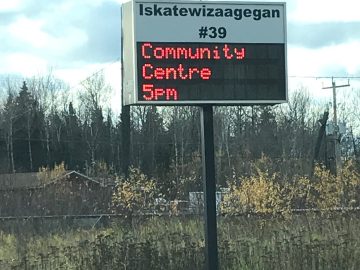 Iskatewizaagegan
#39
Community
Centre
5pm